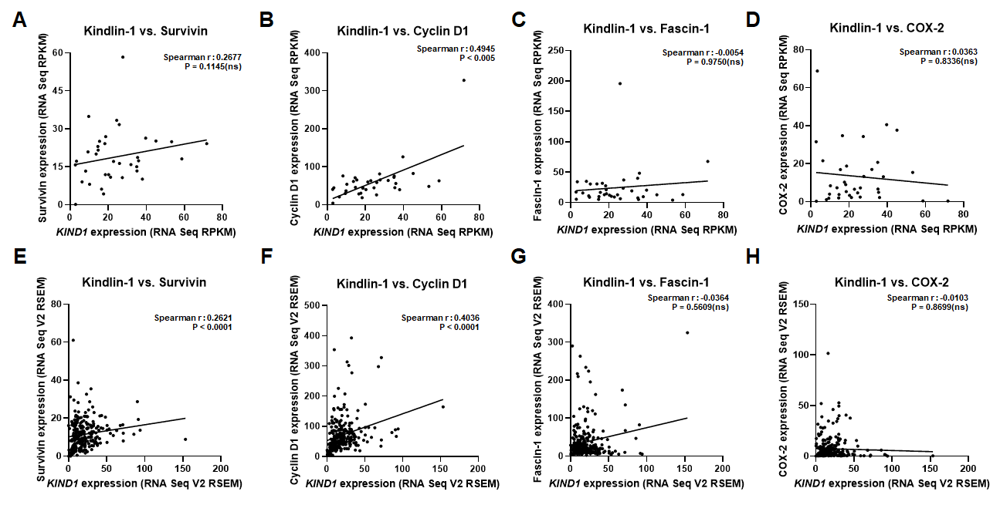 A
Kindlin-1 vs. Survivin
Spearman r : 0.2677
P = 0.1145(ns)
Survivin expression (RNA Seq RPKM)
60
45
30
15
0
0 20 40 60 80
KIND1 expression (RNA Seq RPKM)
B
Kindlin-1 vs. Cyclin D1
Spearman r : 0.4945
P < 0.005
Cyclin D1 expression (RNA Seq RPKM)
400
300
200
100
0
0 20 40 60 80
KIND1 expression (RNA Seq RPKM)
C
Kindlin-1 vs. Fascin-1
Spearman r : -0.0054
P = 0.9750(ns)
Fascin-1 expression (RNA Seq RPKM)
250
200
150
100
50
0
0 20 40 60 80
KIND1 expression (RNA Seq RPKM)
D
Kindlin-1 vs. COX-2
Spearman r : 0.0363
P = 0.8336(ns)
COX-2 expression (RNA Seq RPKM)
80
60
40
20
0
0 20 40 60 80
KIND1 expression (RNA Seq RPKM)
E
Kindlin-1 vs. Survivin
Spearman r : 0.2621
P < 0.0001
Survivin expression (RNA Seq V2 RSEM)
80
60
40
20
0
0 50 100 150 200
KIND1 expression (RNA Seq V2 RSEM)
F
Kindlin-1 vs. Cyclin D1
Spearman r : 0.4036
P < 0.0001
Cyclin D1 expression (RNA Seq V2 RSEM)
500
400
300
200
100
0
0 50 100 150 200
KIND1 expression (RNA Seq V2 RSEM)
G
Kindlin-1 vs. Fascin-1
Spearman r : -0.0364
P = 0.5609(ns)
Fascin-1 expression (RNA Seq V2 RSEM)
400
300
200
100
0
0 50 100 150 200
KIND1 expression (RNA Seq V2 RSEM)
H
Kindlin-1 vs. COX-2
Spearman r : -0.0103
P = 0.8699(ns)
COX-2 expression (RNA Seq V2 RSEM)
150
100
50
0
0 50 100 150 200
KIND1 expression (RNA Seq V2 RSEM)